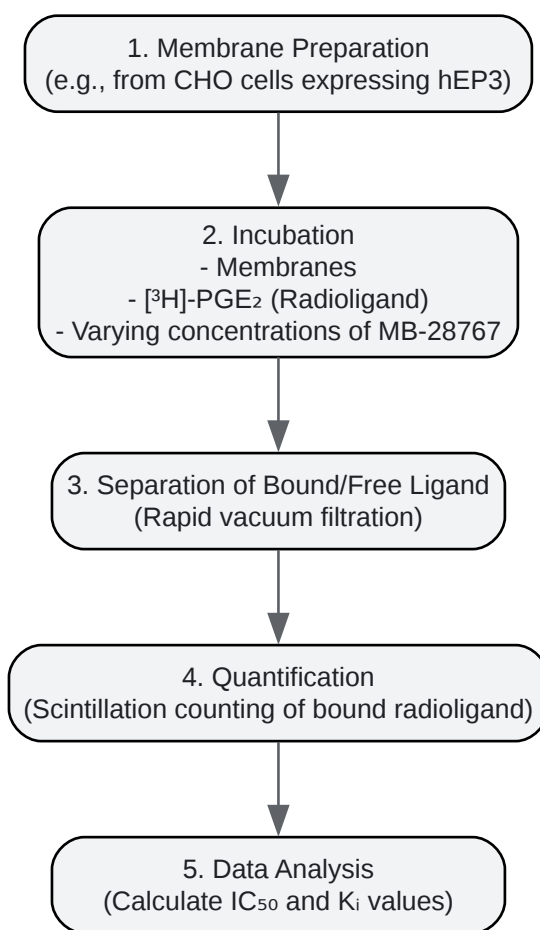 1. Membrane Preparation
(e.g., from CHO cells expressing hEP3)
2. Incubation
- Membranes
- [³H]-PGE₂ (Radioligand)
- Varying concentrations of MB-28767
3. Separation of Bound/Free Ligand
(Rapid vacuum filtration)
4. Quantification
(Scintillation counting of bound radioligand)
5. Data Analysis
(Calculate IC₅₀ and Kᵢ values)